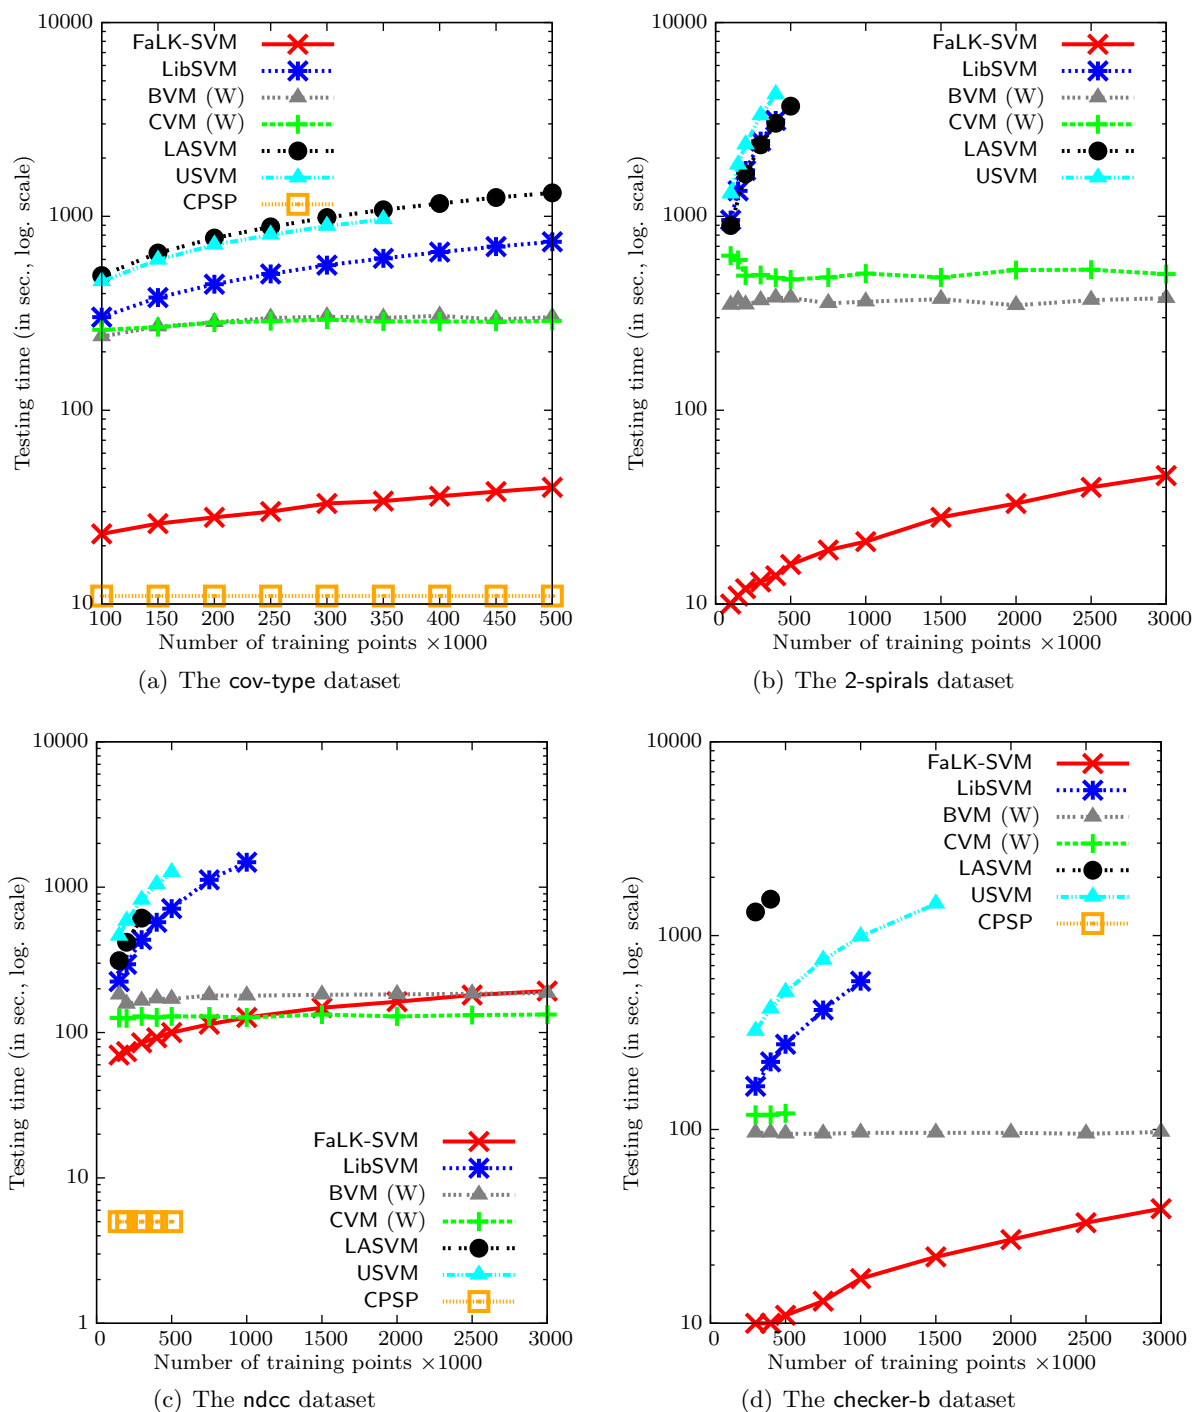 10000
1000
100
10
Testing time (in sec., log. scale)
FaLK-SVM
LibSVM
BVM (W)
CVM (W)
LASVM
USVM
CPSP
100 150 200 250 300 350 400 450 500
Number of training points ×1000
(a) The cov-type dataset
10000
1000
100
10
Testing time (in sec., log. scale)
FaLK-SVM
LibSVM
BVM (W)
CVM (W)
LASVM
USVM
0 500 1000 1500 2000 2500 3000
Number of training points ×1000
(b) The 2-spirals dataset
10000
1000
100
10
1
Testing time (in sec., log. scale)
FaLK-SVM
LibSVM
BVM (W)
CVM (W)
LASVM
USVM
CPSP
0 500 1000 1500 2000 2500 3000
Number of training points ×1000
(c) The ndcc dataset
10000
1000
100
10
Testing time (in sec., log. scale)
FaLK-SVM
LibSVM
BVM (W)
CVM (W)
LASVM
USVM
CPSP
0 500 1000 1500 2000 2500 3000
Number of training points ×1000
(d) The checker-b dataset